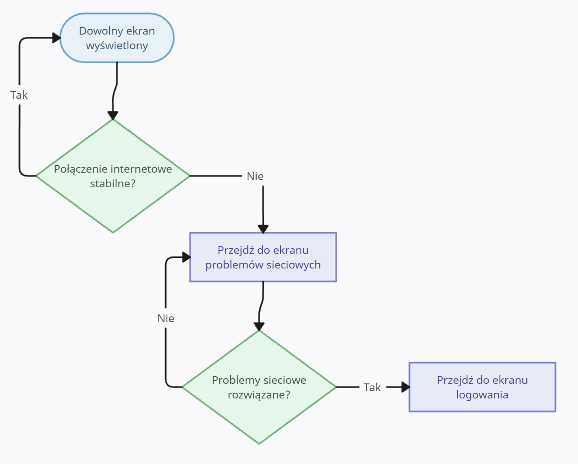 Dowolny ekran
wyświetlony
Tak
Połączenie internetowe
stabilne?
Nie
Przejdź do ekranu
problemów sieciowych
Nie
Problemy sieciowe
rozwiązane?
Tak
Przejdź do ekranu
logowania